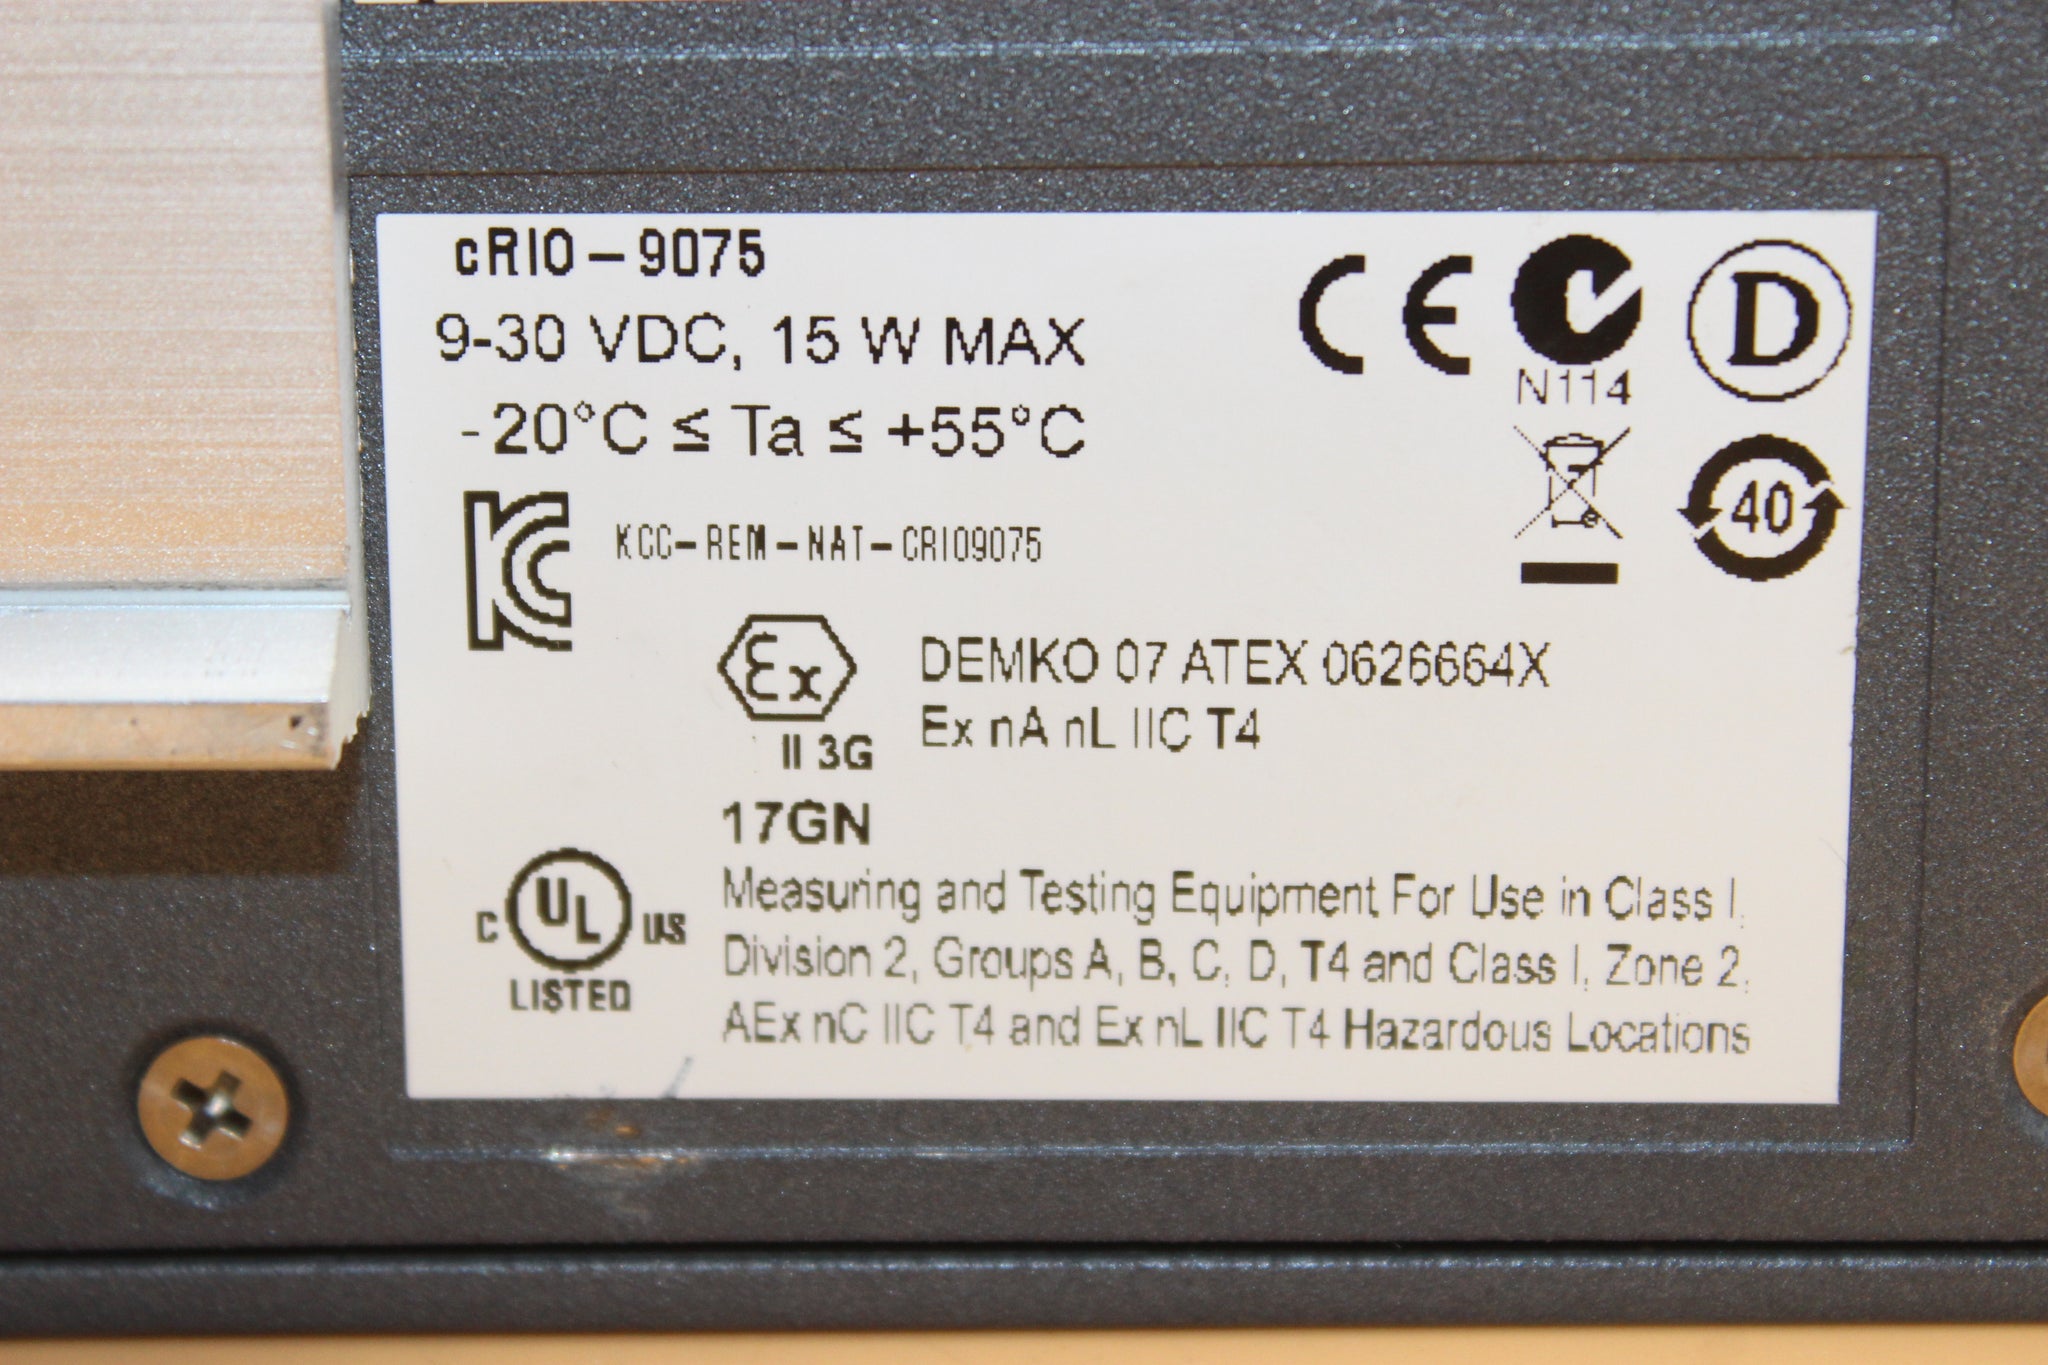 cRIO-9075
9-30 VDC, 15 W MAX
-20°C ≤ Ta ≤ +55°C
CE
N114
D
40
KCC-REM-NAT-CRIO9075
Ex
II 3G
DEMKO 07 ATEX 0626664X
Ex nA nL IIC T4
17GN
C UL US
LISTED
Measuring and Testing Equipment For Use in Class I,
Division 2, Groups A, B, C, D, T4 and Class I, Zone 2,
AEx nC IIC T4 and Ex nL IIC T4 Hazardous Locations